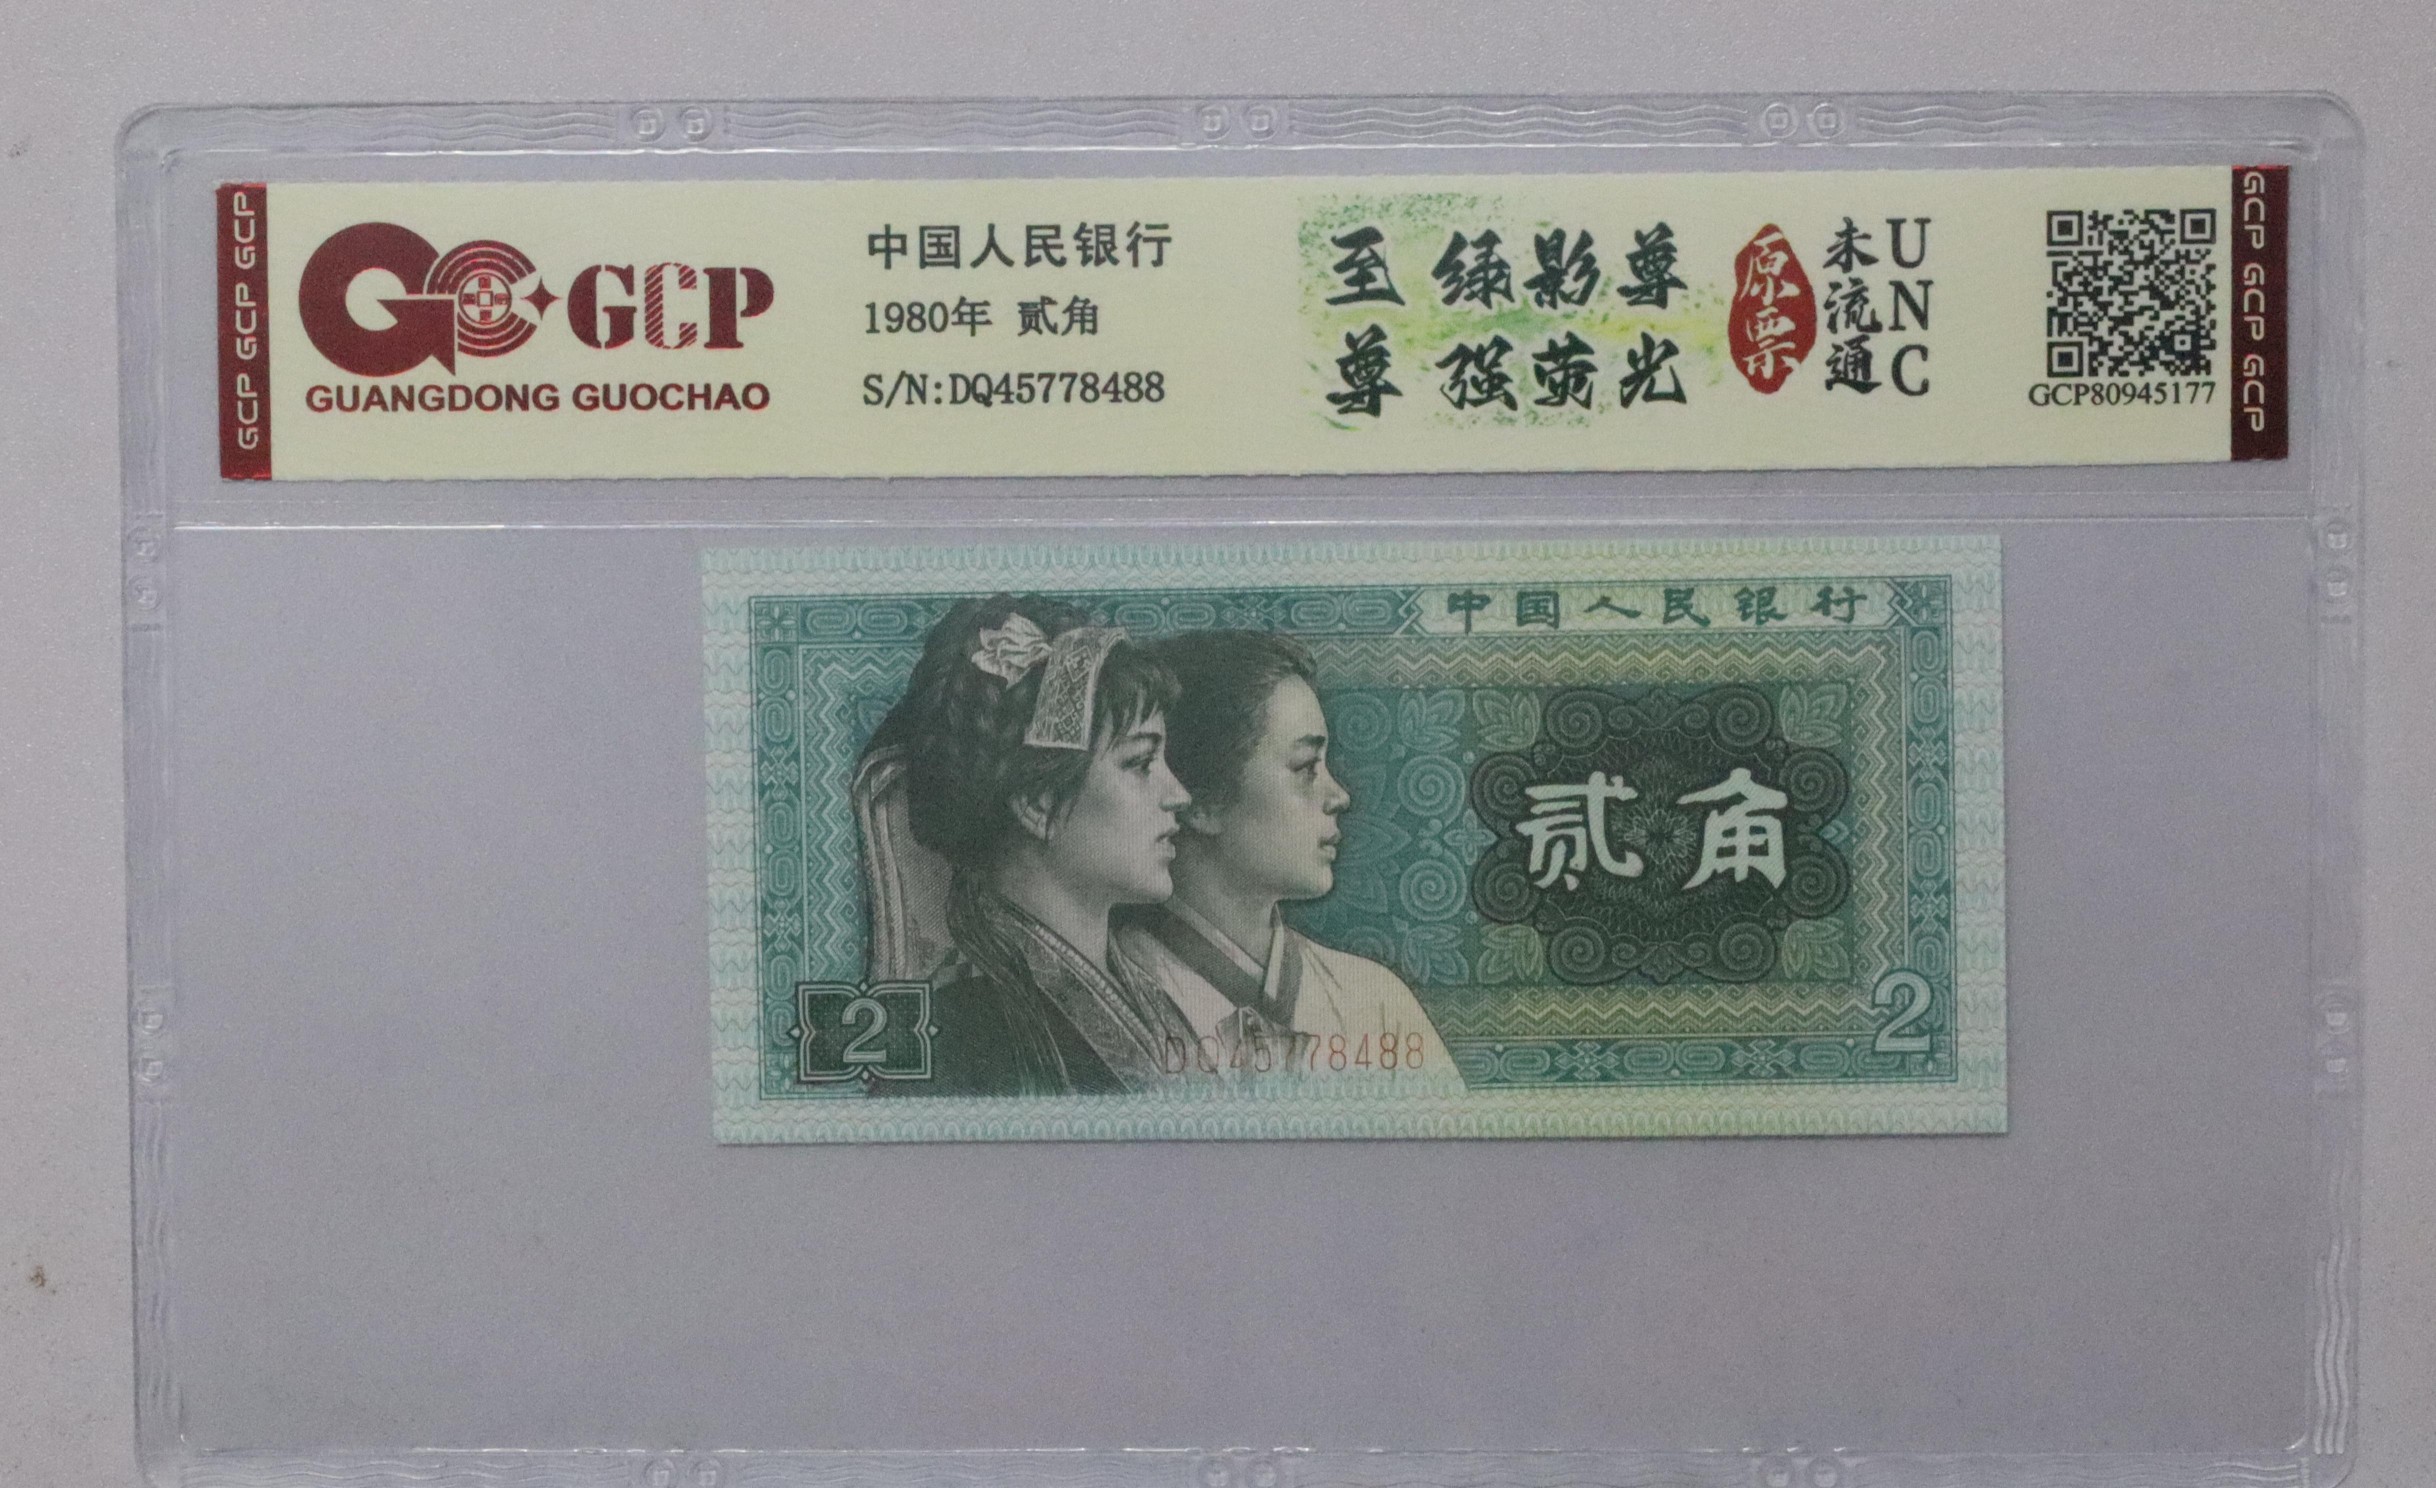 GCP GCP GCP
GCP
GUANGDONG GUOCHAO
中国人民银行
1980年 贰角
S/N:DQ45778488
至尊
绿影尊
强荧光
原票
未流通
UNC
GCP80945177
GCP GCP GCP
中国人民银行
贰角
2
DQ45778488
2